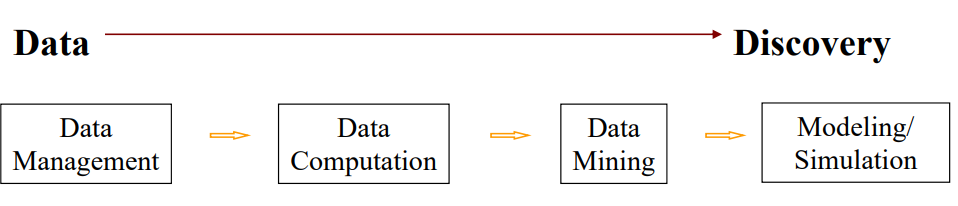 Data
Discovery
Data
Management
Data
Computation
Data
Mining
Modeling/
Simulation